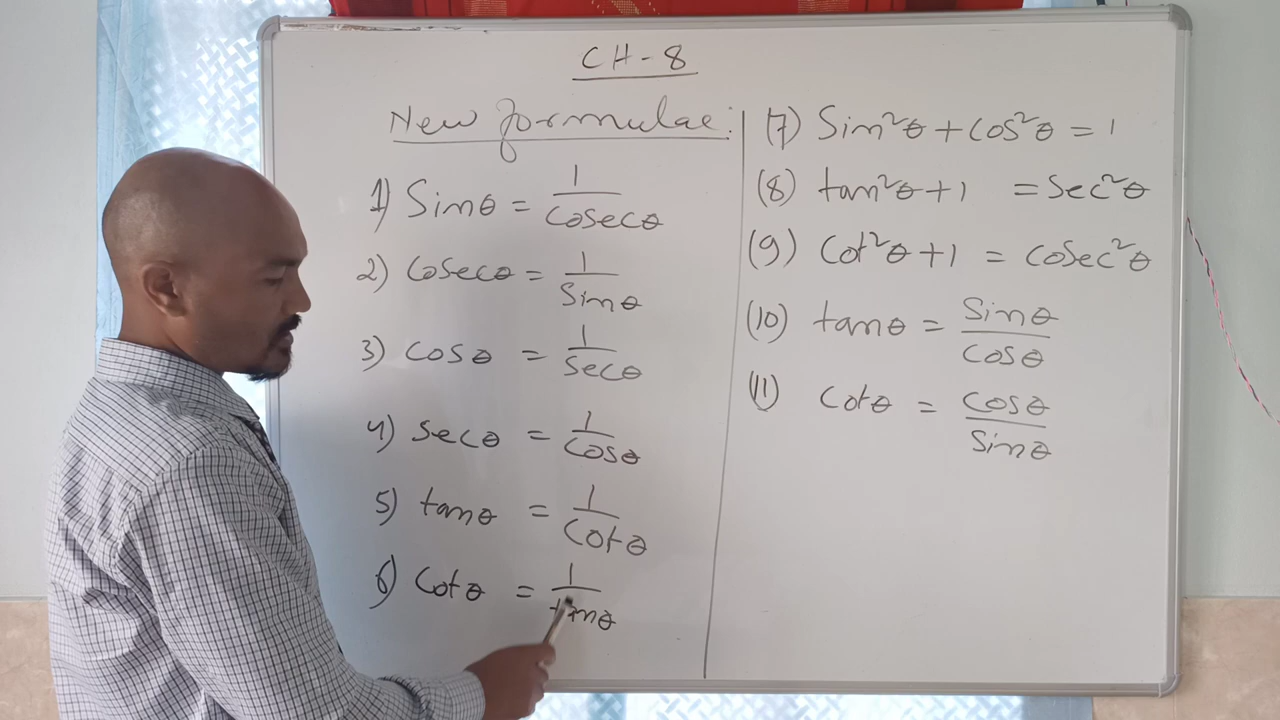 CH-8
New formulae:
1) Sinθ = 1/Cosecθ
2) Cosecθ = 1/Sinθ
3) Cosθ = 1/Secθ
4) Secθ = 1/Cosθ
5) tanθ = 1/Cotθ
6) Cotθ = 1/tanθ
(7) Sin²θ + Cos²θ = 1
(8) tan²θ + 1 = Sec²θ
(9) Cot²θ + 1 = Cosec²θ
(10) tanθ = Sinθ/Cosθ
(11) Cotθ = Cosθ/Sinθ